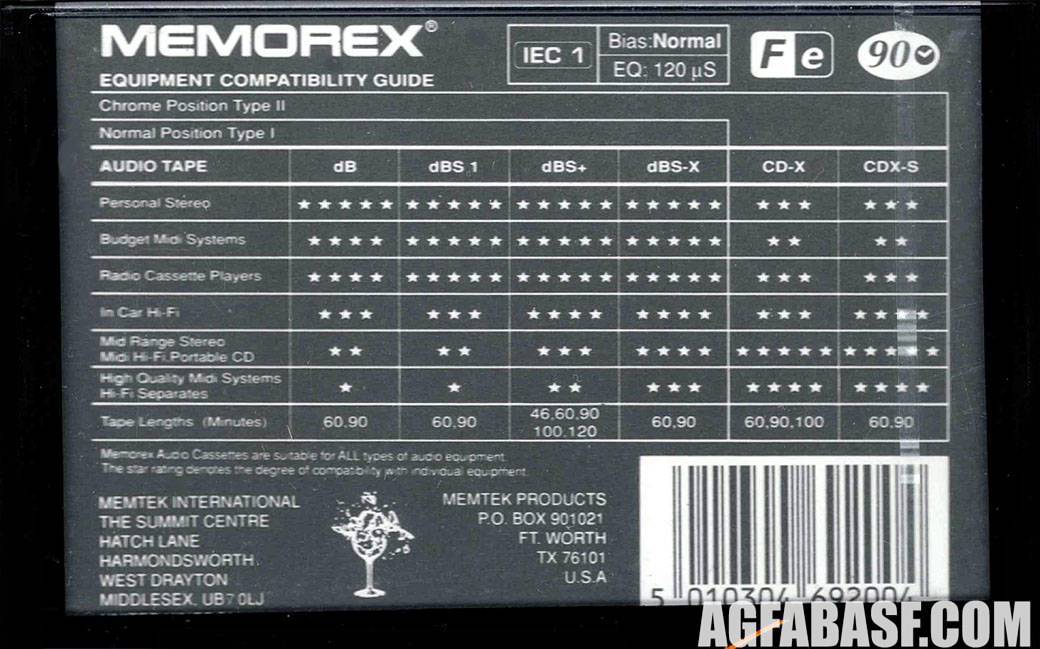 MEMOREX®
EQUIPMENT COMPATIBILITY GUIDE
IEC 1
Bias:Normal
EQ: 120 µS
Fe
90
Chrome Position Type II
Normal Position Type I
AUDIO TAPE dB dBS 1 dBS+ dBS-X CD-X CDX-S
Personal Stereo ★★★★★ ★★★★★ ★★★★★ ★★★★★ ★★★ ★★★
Budget Midi Systems ★★★★ ★★★★★ ★★★★★ ★★★★★ ★★ ★★
Radio Cassette Players ★★★★ ★★★★★ ★★★★★ ★★★★★ ★★★ ★★★
In Car Hi-Fi ★★★ ★★★ ★★★★ ★★★★ ★★★ ★★★★
Mid Range Stereo
Midi Hi-Fi.Portable CD ★★ ★★ ★★★ ★★★★ ★★★★★ ★★★★★
High Quality Midi Systems
Hi-Fi Separates ★ ★ ★★ ★★★ ★★★★ ★★★★
Tape Lengths (Minutes) 60,90 60,90 46,60,90 60,90 60,90,100 60,90
100,120
Memorex Audio Cassettes are suitable for ALL types of audio equipment.
The star rating denotes the degree of compatibility with individual equipment.
MEMTEK INTERNATIONAL
THE SUMMIT CENTRE
HATCH LANE
HARMONDSWORTH,
WEST DRAYTON
MIDDLESEX, UB7 0LJ
MEMTEK PRODUCTS
P.O. BOX 901021
FT. WORTH
TX 76101
U.S.A
5 010304 692004
AGFABASF.COM